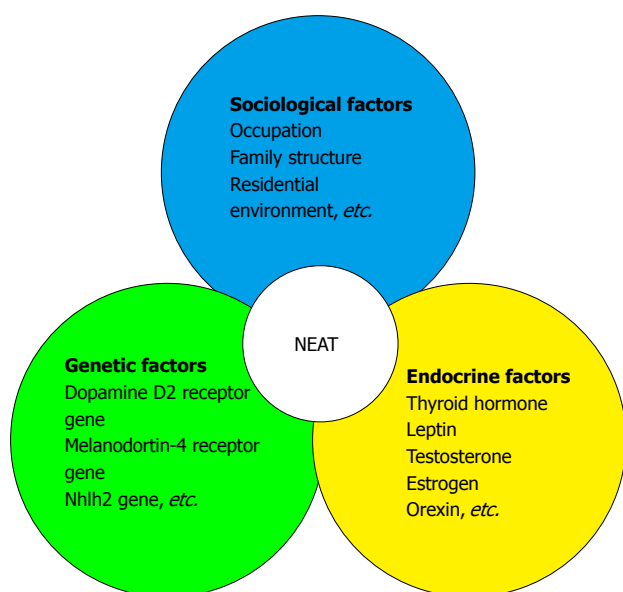 Sociological factors
Occupation
Family structure
Residential
environment, etc.
NEAT
Genetic factors
Dopamine D2 receptor
gene
Melanodortin-4 receptor
gene
Nhlh2 gene, etc.
Endocrine factors
Thyroid hormone
Leptin
Testosterone
Estrogen
Orexin, etc.